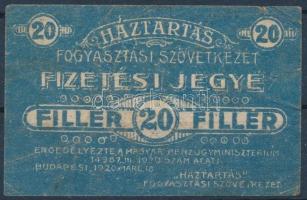 20 HÁZTARTÁS 20
FOGYASZTÁSI SZÖVETKEZET
FIZETÉSI JEGYE
FILLÉR 20 FILLÉR
ENGEDÉLYEZTE A MAGYAR PÉNZÜGYMINISZTÉRIUM
1920 SZÁM ALATT
BUDAPEST, 1920 MÁRC. 18
„HÁZTARTÁS"
FOGYASZTÁSI SZÖVETKEZET